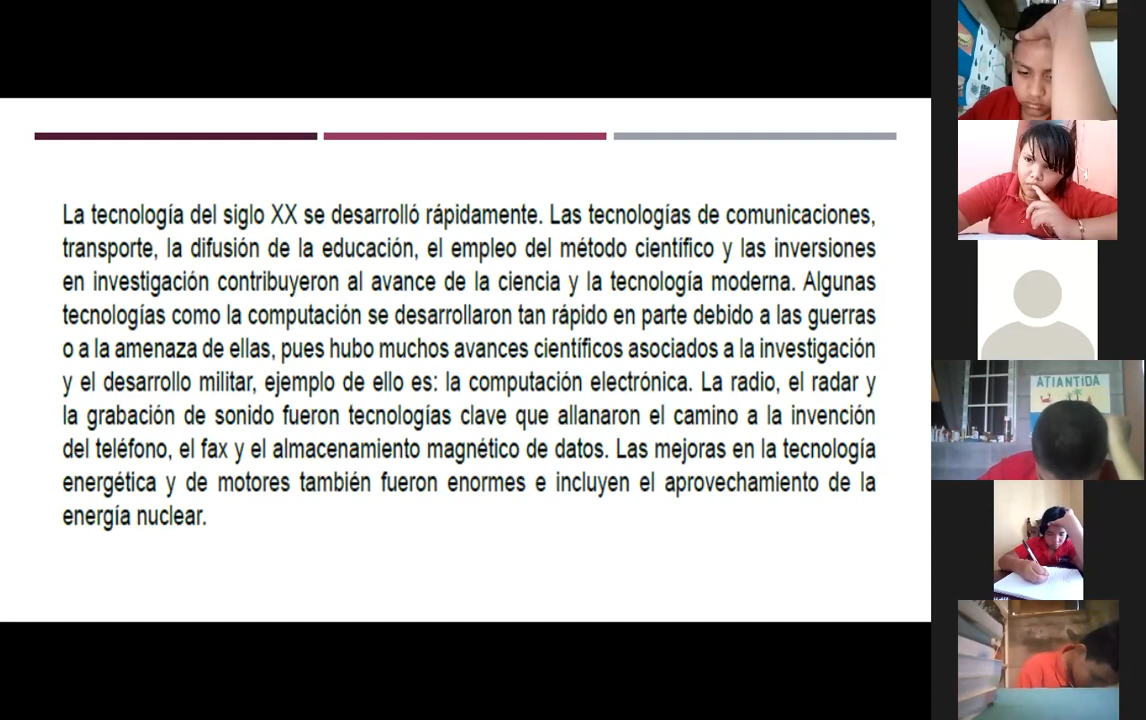 La tecnología del siglo XX se desarrolló rápidamente. Las tecnologías de comunicaciones,
transporte, la difusión de la educación, el empleo del método científico y las inversiones
en investigación contribuyeron al avance de la ciencia y la tecnología moderna. Algunas
tecnologías como la computación se desarrollaron tan rápido en parte debido a las guerras
o a la amenaza de ellas, pues hubo muchos avances científicos asociados a la investigación
y el desarrollo militar, ejemplo de ello es: la computación electrónica. La radio, el radar y
la grabación de sonido fueron tecnologías clave que allanaron el camino a la invención
del teléfono, el fax y el almacenamiento magnético de datos. Las mejoras en la tecnología
energética y de motores también fueron enormes e incluyen el aprovechamiento de la
energía nuclear.
ATIANTIDA